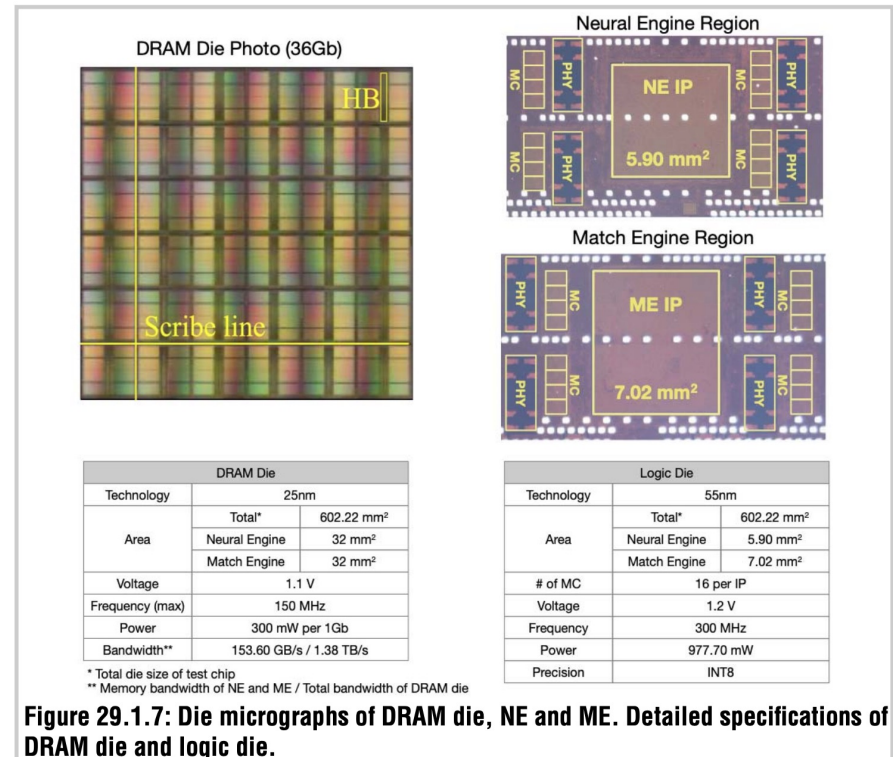 DRAM Die Photo (36Gb)
HB
Scribe line
Neural Engine Region
MC
PHY
NE IP
5.90 mm²
MC
PHY
MC
PHY
MC
PHY
Match Engine Region
PHY
MC
ME IP
7.02 mm²
PHY
MC
PHY
MC
PHY
MC
DRAM Die
Technology 25nm
Area Total* 602.22 mm²
Neural Engine 32 mm²
Match Engine 32 mm²
Voltage 1.1 V
Frequency (max) 150 MHz
Power 300 mW per 1Gb
Bandwidth** 153.60 GB/s / 1.38 TB/s
* Total die size of test chip
** Memory bandwidth of NE and ME / Total bandwidth of DRAM die
Logic Die
Technology 55nm
Area Total* 602.22 mm²
Neural Engine 5.90 mm²
Match Engine 7.02 mm²
# of MC 16 per IP
Voltage 1.2 V
Frequency 300 MHz
Power 977.70 mW
Precision INT8
Figure 29.1.7: Die micrographs of DRAM die, NE and ME. Detailed specifications of
DRAM die and logic die.